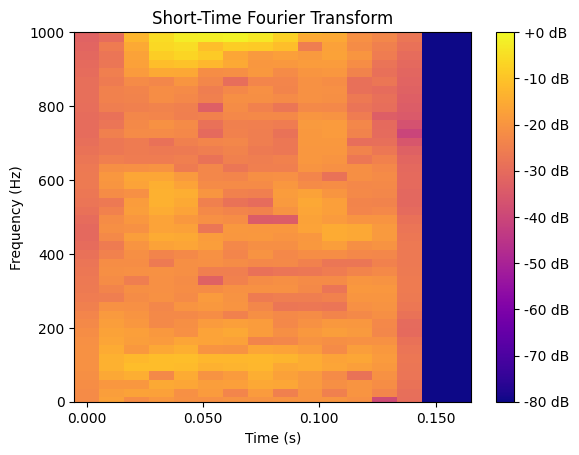 Short-Time Fourier Transform
Frequency (Hz)
1000
800
600
400
200
0
0.000
0.050
0.100
0.150
Time (s)
+0 dB
-10 dB
-20 dB
-30 dB
-40 dB
-50 dB
-60 dB
-70 dB
-80 dB